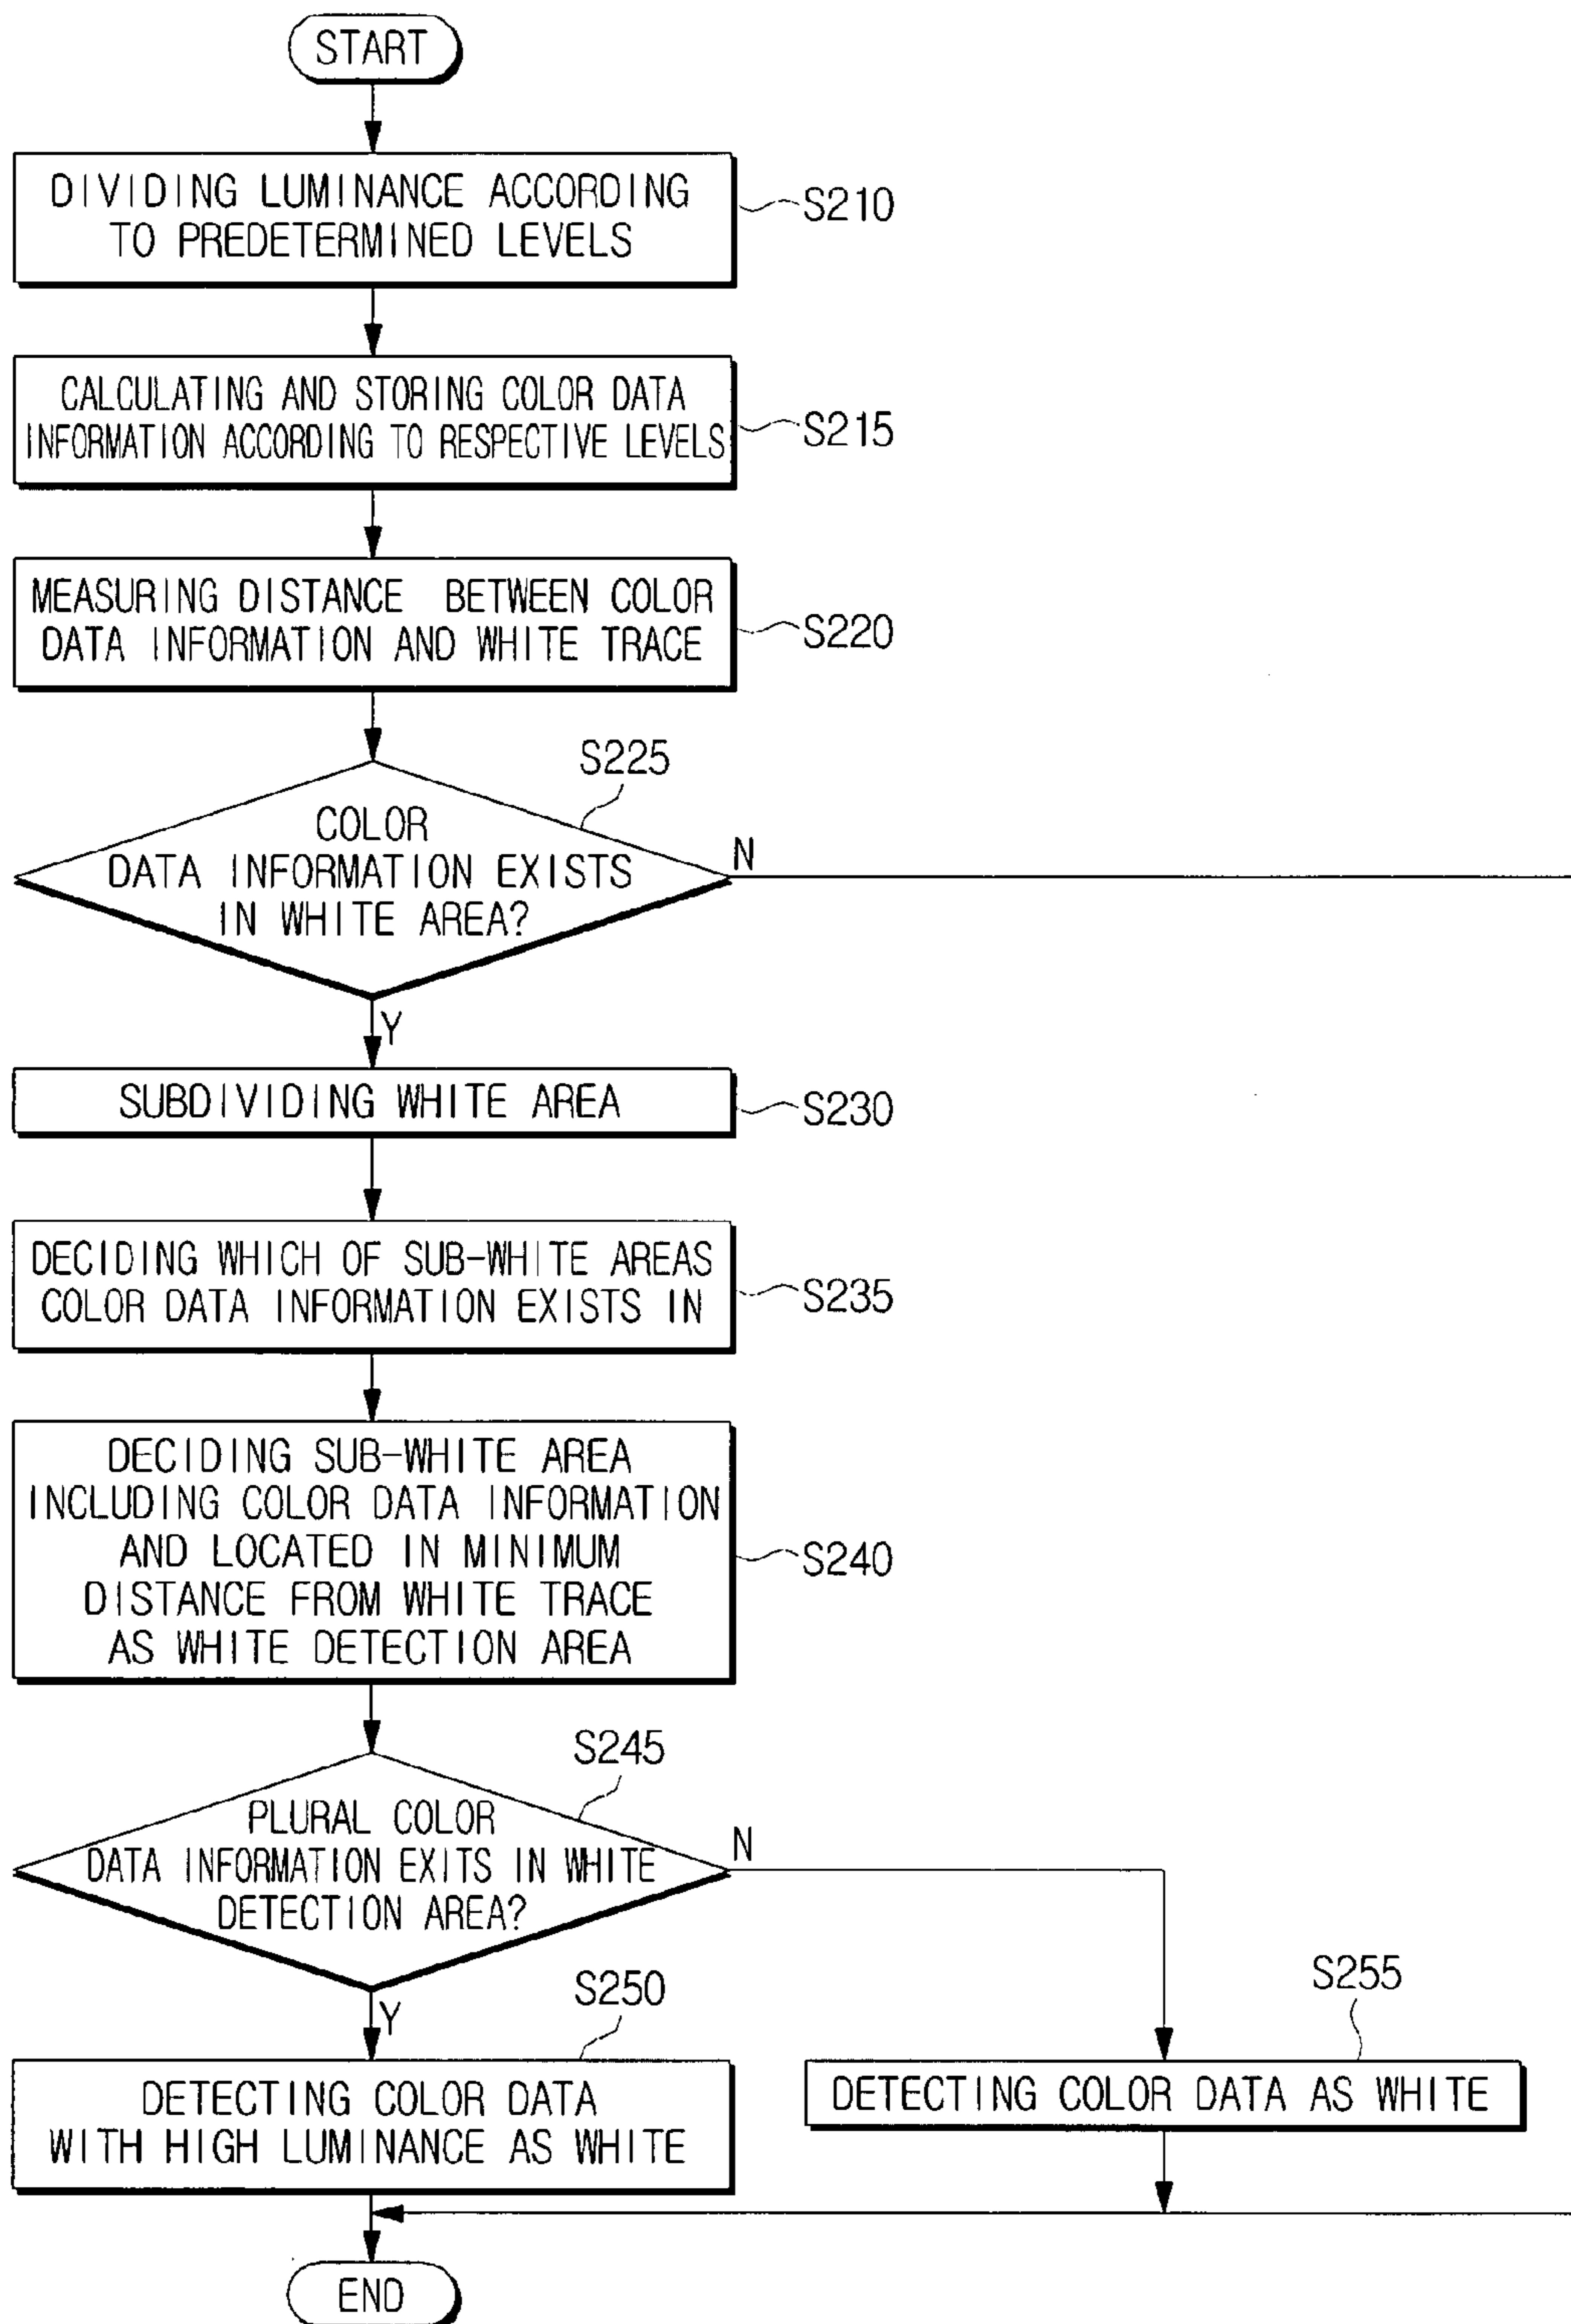 START
DIVIDING LUMINANCE ACCORDING
TO PREDETERMINED LEVELS
S210
CALCULATING AND STORING COLOR DATA
INFORMATION ACCORDING TO RESPECTIVE LEVELS
S215
MEASURING DISTANCE BETWEEN COLOR
DATA INFORMATION AND WHITE TRACE
S220
S225
COLOR
DATA INFORMATION EXISTS
IN WHITE AREA?
N
Y
SUBDIVIDING WHITE AREA
S230
DECIDING WHICH OF SUB-WHITE AREAS
COLOR DATA INFORMATION EXISTS IN
S235
DECIDING SUB-WHITE AREA
INCLUDING COLOR DATA INFORMATION
AND LOCATED IN MINIMUM
DISTANCE FROM WHITE TRACE
AS WHITE DETECTION AREA
S240
S245
PLURAL COLOR
DATA INFORMATION EXITS IN WHITE
DETECTION AREA?
N
Y
S250
DETECTING COLOR DATA
WITH HIGH LUMINANCE AS WHITE
S255
DETECTING COLOR DATA AS WHITE
END